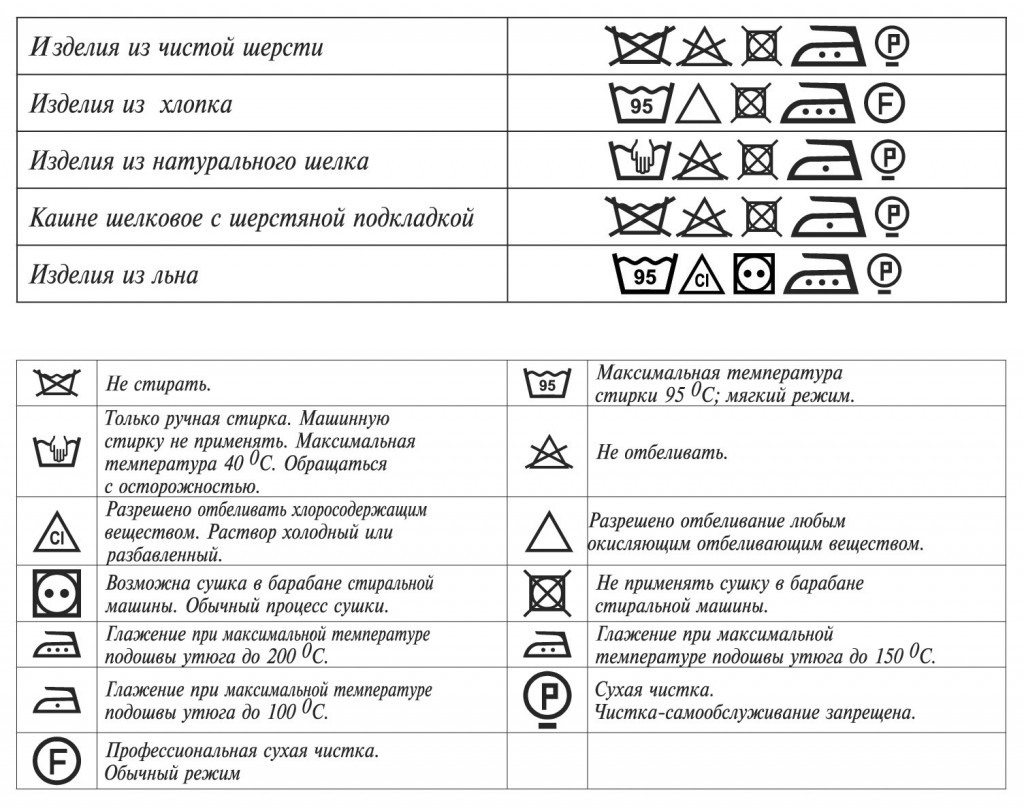 Изделия из чистой шерсти
P
Изделия из хлопка
95
F
Изделия из натурального шелка
P
Кашне шелковое с шерстяной подкладкой
P
Изделия из льна
95
Cl
P
Не стирать.
95
Максимальная температура
стирки 95 ⁰С; мягкий режим.
Только ручная стирка. Машинную
стирку не применять. Максимальная
температура 40 ⁰С. Обращаться
с осторожностью.
Не отбеливать.
Cl
Разрешено отбеливать хлоросодержащим
веществом. Раствор холодный или
разбавленный.
Разрешено отбеливание любым
окисляющим отбеливающим веществом.
Возможна сушка в барабане стиральной
машины. Обычный процесс сушки.
Не применять сушку в барабане
стиральной машины.
Глажение при максимальной температуре
подошвы утюга до 200 ⁰С.
Глажение при максимальной
температуре подошвы утюга до 150 ⁰С.
Глажение при максимальной температуре
подошвы утюга до 100 ⁰С.
P
Сухая чистка.
Чистка-самообслуживание запрещена.
F
Профессиональная сухая чистка.
Обычный режим